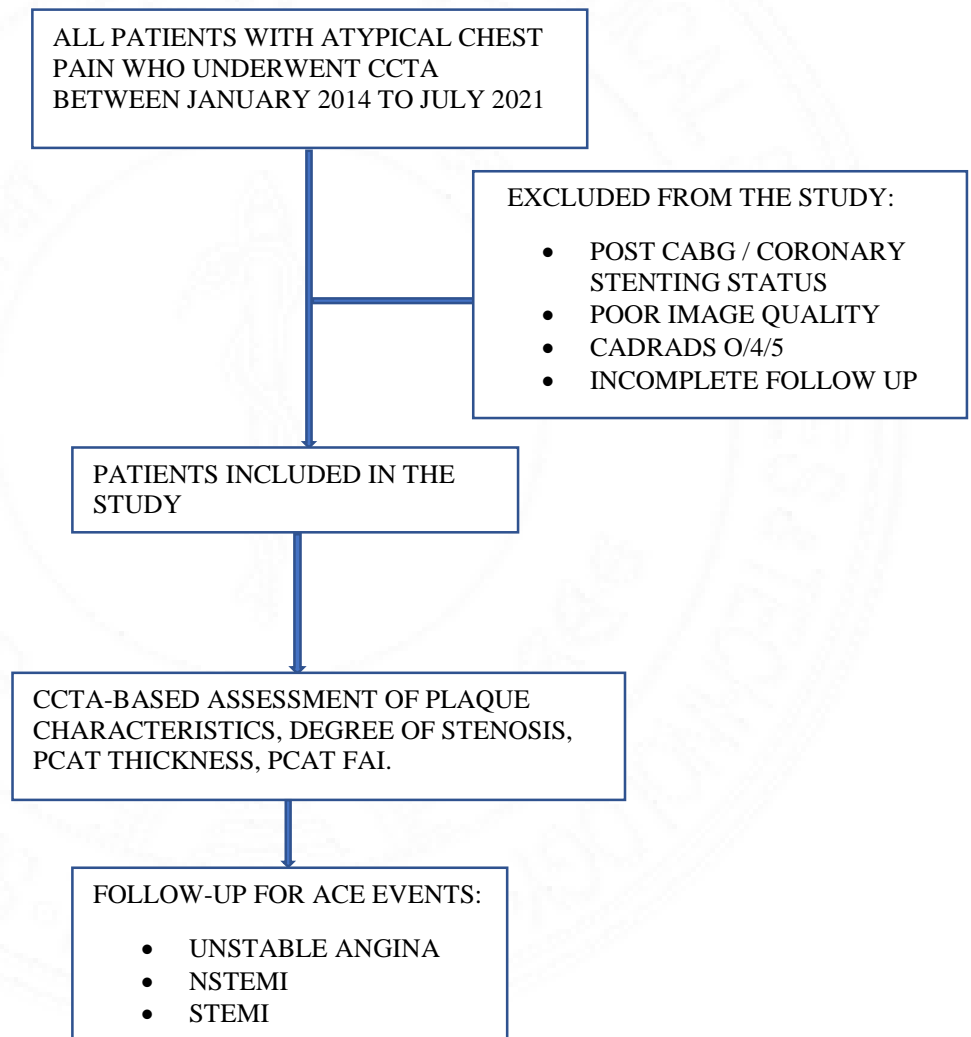 ALL PATIENTS WITH ATYPICAL CHEST
PAIN WHO UNDERWENT CCTA
BETWEEN JANUARY 2014 TO JULY 2021
EXCLUDED FROM THE STUDY:
• POST CABG / CORONARY
STENTING STATUS
• POOR IMAGE QUALITY
• CADRADS O/4/5
• INCOMPLETE FOLLOW UP
PATIENTS INCLUDED IN THE
STUDY
CCTA-BASED ASSESSMENT OF PLAQUE
CHARACTERISTICS, DEGREE OF STENOSIS,
PCAT THICKNESS, PCAT FAI.
FOLLOW-UP FOR ACE EVENTS:
• UNSTABLE ANGINA
• NSTEMI
• STEMI